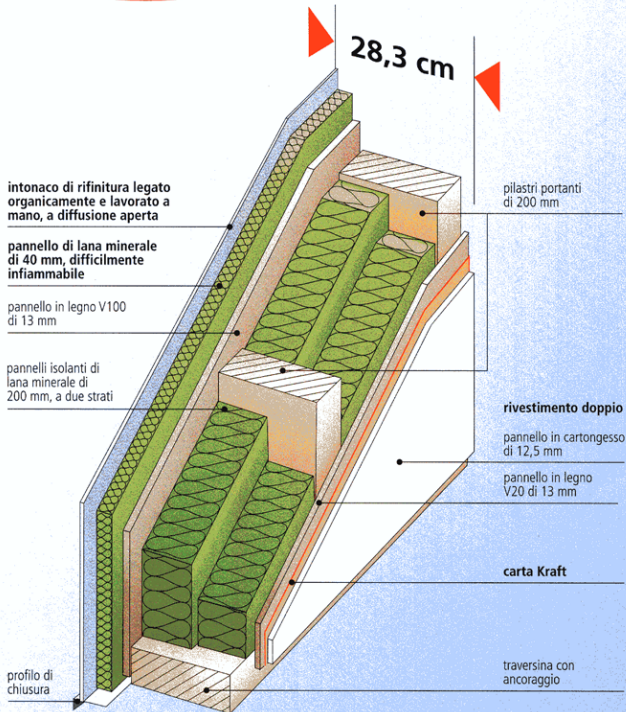 28,3 cm
intonaco di rifinitura legato
organicamente e lavorato a
mano, a diffusione aperta
pannello di lana minerale
di 40 mm, difficilmente
infiammabile
pannello in legno V100
di 13 mm
pannelli isolanti di
lana minerale di
200 mm, a due strati
profilo di
chiusura
pilastri portanti
di 200 mm
rivestimento doppio
pannello in cartongesso
di 12,5 mm
pannello in legno
V20 di 13 mm
carta Kraft
traversina con
ancoraggio